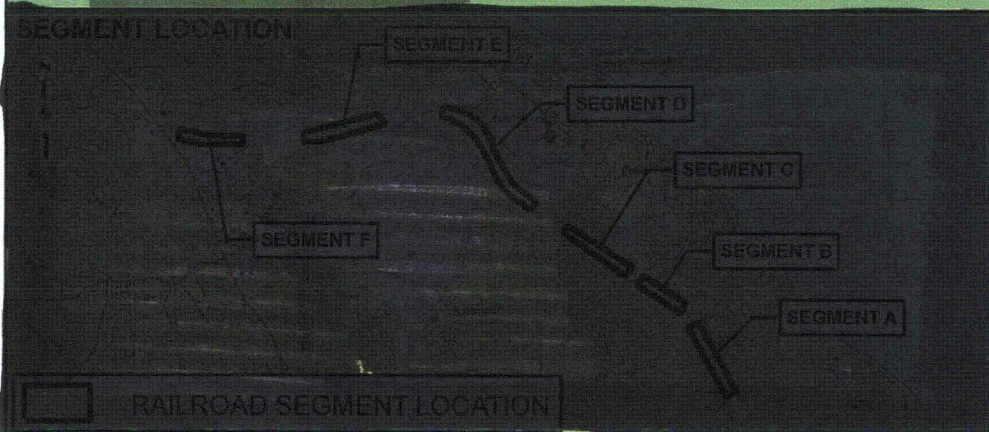 SEGMENT LOCATION
SEGMENT E
SEGMENT D
SEGMENT C
SEGMENT F
SEGMENT B
SEGMENT A
RAILROAD SEGMENT LOCATION